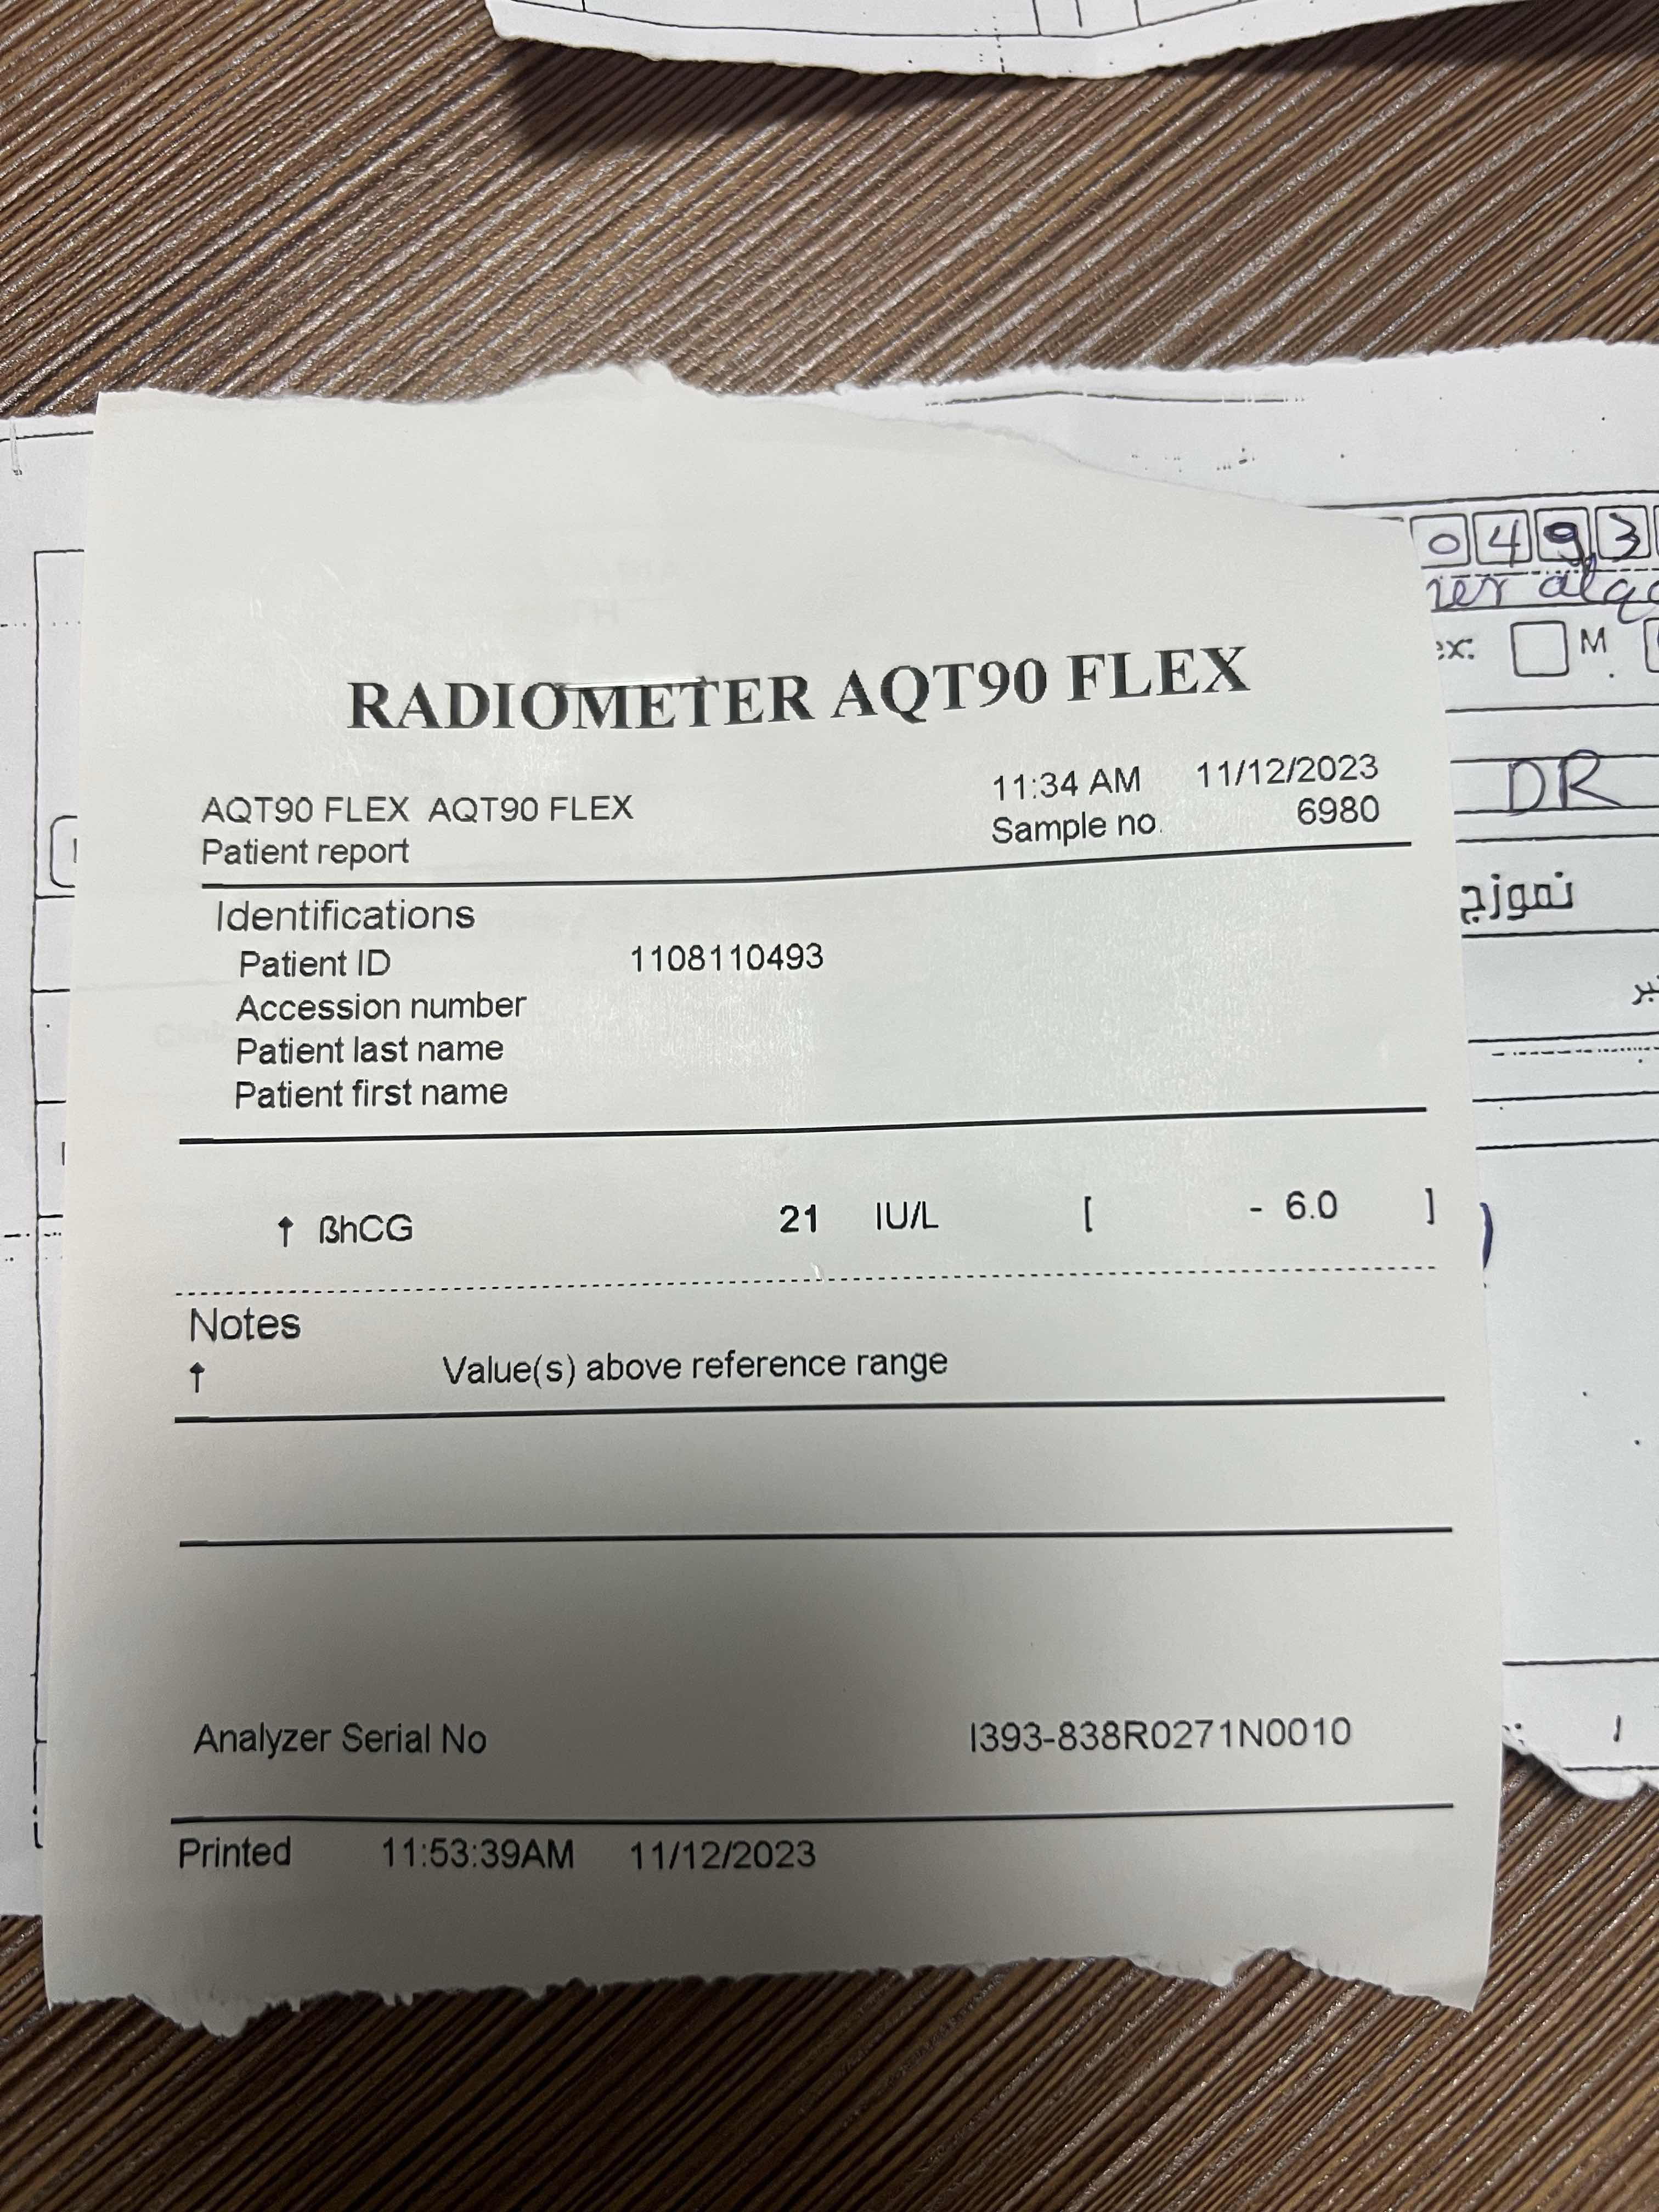 RADIOMETER AQT90 FLEX
AQT90 FLEX AQT90 FLEX 11:34 AM 11/12/2023
Patient report Sample no. 6980
Identifications
Patient ID 1108110493
Accession number
Patient last name
Patient first name
↑ ßhCG 21 IU/L [ - 6.0 ]
Notes
↑ Value(s) above reference range
Analyzer Serial No I393-838R0271N0010
Printed 11:53:39AM 11/12/2023
0493
M
DR
نموزج